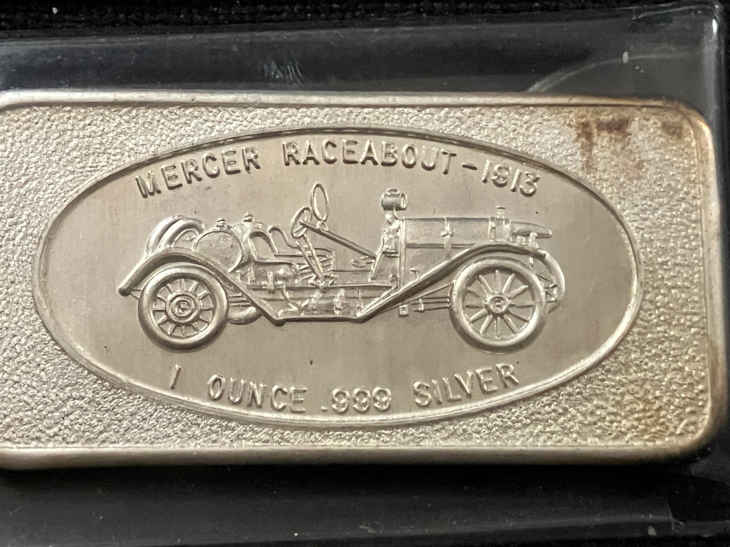 MERCER RACEABOUT-1913
1 OUNCE .999 SILVER